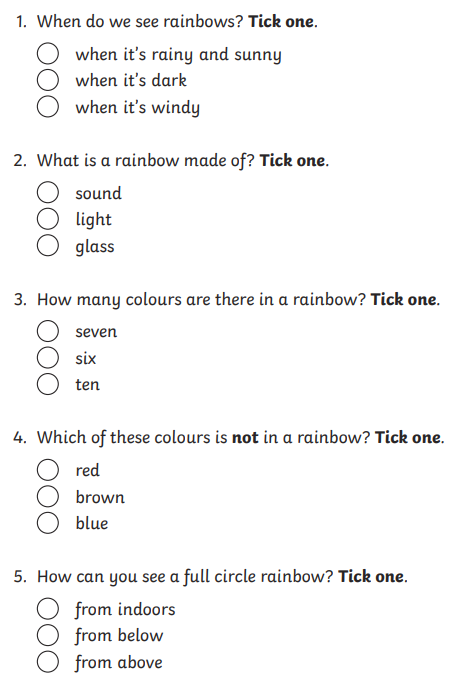 1. When do we see rainbows? Tick one.
when it's rainy and sunny
when it's dark
when it's windy
2. What is a rainbow made of? Tick one.
sound
light
glass
3. How many colours are there in a rainbow? Tick one.
seven
six
ten
4. Which of these colours is not in a rainbow? Tick one.
red
brown
blue
5. How can you see a full circle rainbow? Tick one.
from indoors
from below
from above